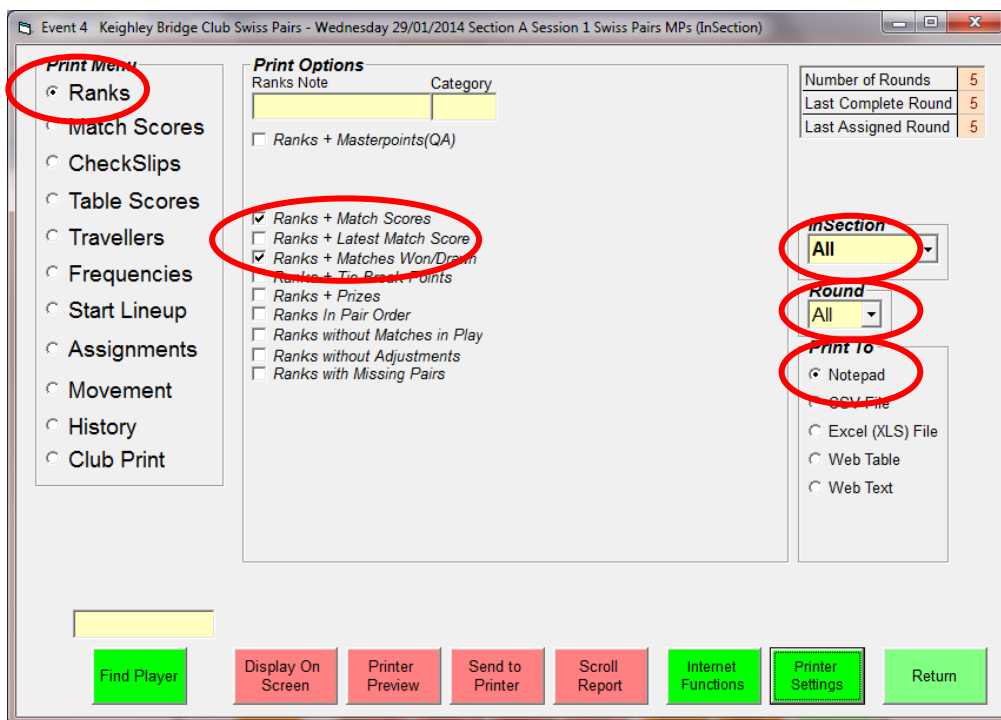 Event 4 Keighley Bridge Club Swiss Pairs - Wednesday 29/01/2014 Section A Session 1 Swiss Pairs MPs (InSection)
Print Menu
Ranks
Match Scores
CheckSlips
Table Scores
Travellers
Frequencies
Start Lineup
Assignments
Movement
History
Club Print
Print Options
Ranks Note Category
Ranks + Masterpoints(QA)
Ranks + Match Scores
Ranks + Latest Match Score
Ranks + Matches Won/Drawn
Ranks + Tie Break Points
Ranks + Prizes
Ranks In Pair Order
Ranks without Matches in Play
Ranks without Adjustments
Ranks with Missing Pairs
Number of Rounds 5
Last Complete Round 5
Last Assigned Round 5
InSection
All
Round
All
Print To
Notepad
CSV File
Excel (XLS) File
Web Table
Web Text
Find Player
Display On Screen
Printer Preview
Send to Printer
Scroll Report
Internet Functions
Printer Settings
Return